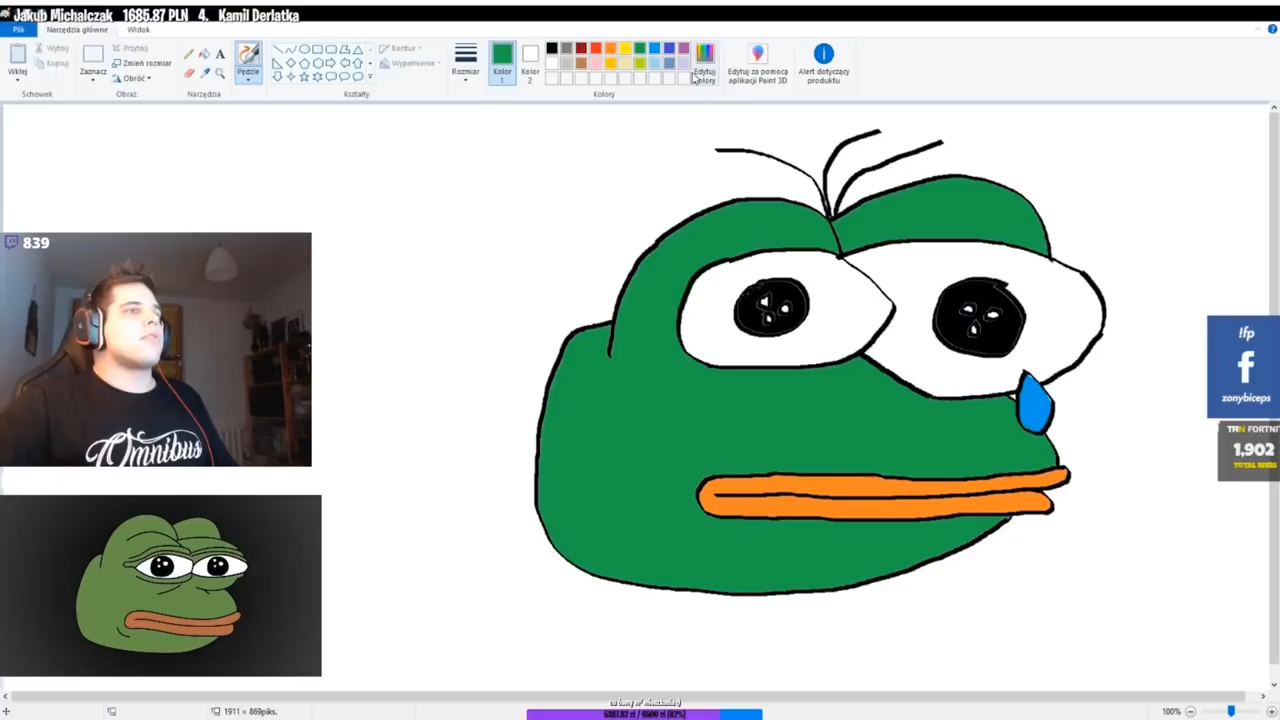 Jakub Michalczak 1685.87 PLN 4. Kamil Derlatka
Plik Narzędzia główne Widok
Wklej
Wytnij
Kopiuj
Schowek
Zaznacz
Przytnij
Zmień rozmiar
Obróć
Obraz
A
Narzędzia
Pędzle
Kontur
Wypełnienie
Kształty
Rozmiar
Kolor 1
Kolor 2
Edytuj kolory
Kolory
Edytuj za pomocą aplikacji Paint 3D
Alert dotyczący produktu
839
Omnibus
!fp
f
zonybiceps
TRN FORTNI
1,902
TOTAL WINS
1911 × 869piks.
100%